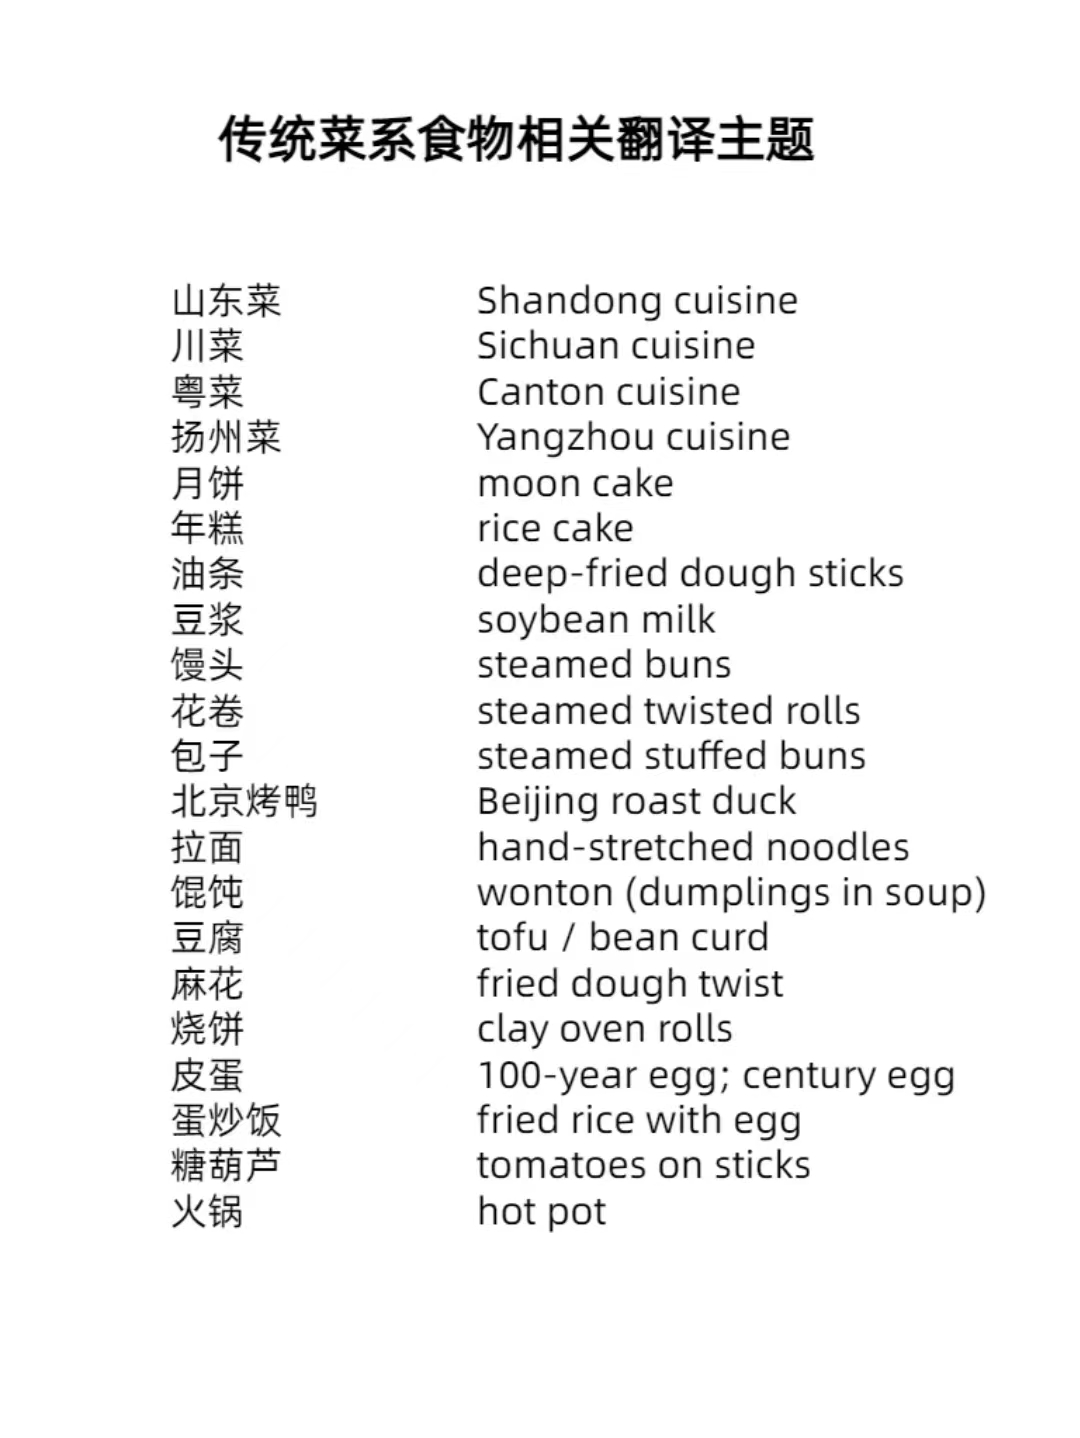 传统菜系食物相关翻译主题
山东菜 Shandong cuisine
川菜 Sichuan cuisine
粤菜 Canton cuisine
扬州菜 Yangzhou cuisine
月饼 moon cake
年糕 rice cake
油条 deep-fried dough sticks
豆浆 soybean milk
馒头 steamed buns
花卷 steamed twisted rolls
包子 steamed stuffed buns
北京烤鸭 Beijing roast duck
拉面 hand-stretched noodles
馄饨 wonton (dumplings in soup)
豆腐 tofu / bean curd
麻花 fried dough twist
烧饼 clay oven rolls
皮蛋 100-year egg; century egg
蛋炒饭 fried rice with egg
糖葫芦 tomatoes on sticks
火锅 hot pot